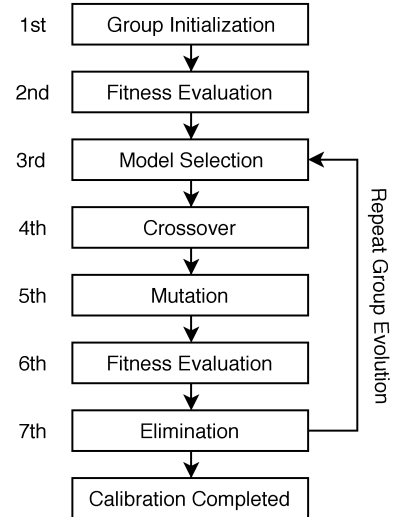 1st Group Initialization
2nd Fitness Evaluation
3rd Model Selection
4th Crossover
5th Mutation
6th Fitness Evaluation
7th Elimination
Calibration Completed
Repeat Group Evolution